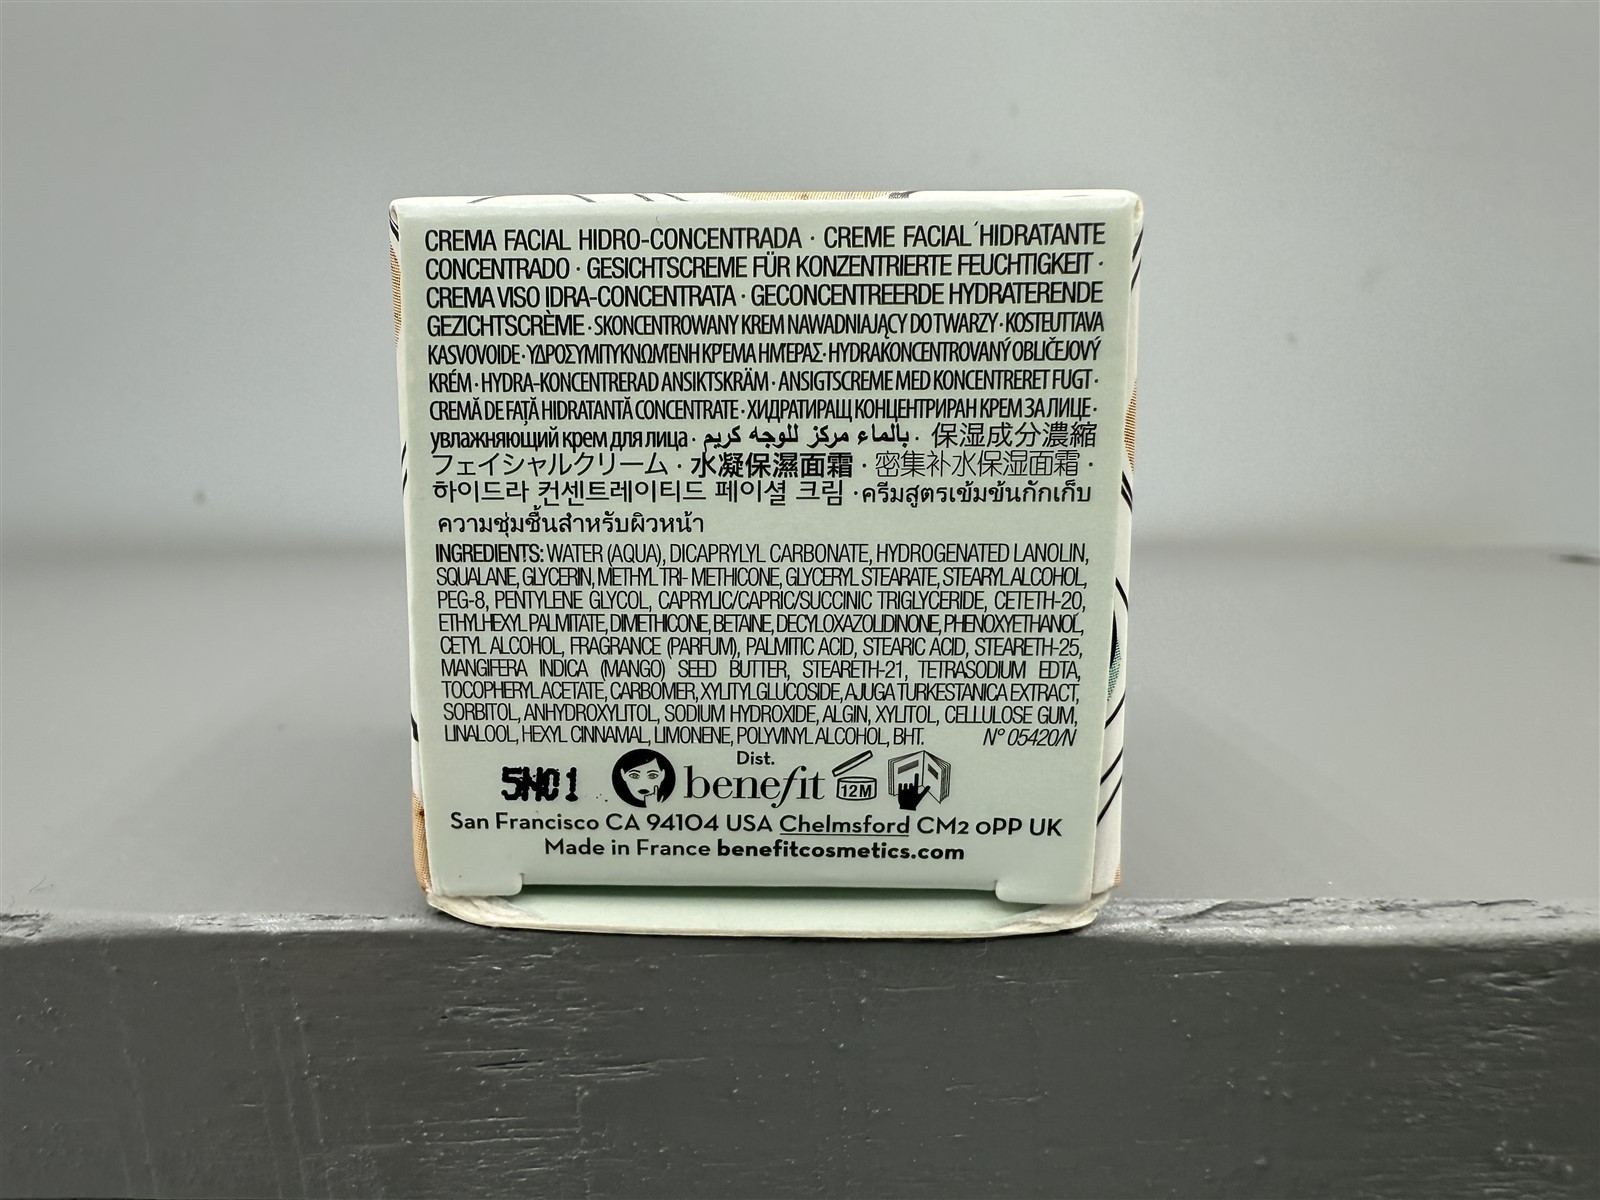 CREMA FACIAL HIDRO-CONCENTRADA · CREME FACIAL HIDRATANTE
CONCENTRADO · GESICHTSCREME FÜR KONZENTRIERTE FEUCHTIGKEIT ·
CREMA VISO IDRA-CONCENTRATA · GECONCENTREERDE HYDRATERENDE
GEZICHTSCRÈME · SKONCENTROWANY KREM NAWADNIAJĄCY DO TWARZY · KOSTEUTTAVA
KASVOVOIDE · ΥΔΡΟΣΥΜΠΥΚΝΩΜΈΝΗ ΚΡΈΜΑ ΗΜΈΡΑΣ · HYDRAKONCENTROVANÝ OBLIČEJOVÝ
KRÉM · HYDRA-KONCENTRERAD ANSIKTSKRÄM · ANSIGTSCREME MED KONCENTRERET FUGT ·
CREMĂ DE FAȚĂ HIDRATANTĂ CONCENTRATE · ХИДРАТИРАЩ КОНЦЕНТРИРАН КРЕМ ЗА ЛИЦЕ ·
увлажняющий крем для лица · بالماء مركز للوجه كريم · 保湿成分濃縮
フェイシャルクリーム · 水凝保濕面霜 · 密集补水保湿面霜 ·
하이드라 컨센트레이티드 페이셜 크림 · ครีมสูตรเข้มข้นกักเก็บ
ความชุ่มชื้นสำหรับผิวหน้า
INGREDIENTS: WATER (AQUA), DICAPRYLYL CARBONATE, HYDROGENATED LANOLIN,
SQUALANE, GLYCERIN, METHYL TRI- METHICONE, GLYCERYL STEARATE, STEARYL ALCOHOL,
PEG-8, PENTYLENE GLYCOL, CAPRYLIC/CAPRIC/SUCCINIC TRIGLYCERIDE, CETETH-20,
ETHYLHEXYL PALMITATE, DIMETHICONE, BETAINE, DECYLOXAZOLIDINONE, PHENOXYETHANOL,
CETYL ALCOHOL, FRAGRANCE (PARFUM), PALMITIC ACID, STEARIC ACID, STEARETH-25,
MANGIFERA INDICA (MANGO) SEED BUTTER, STEARETH-21, TETRASODIUM EDTA,
TOCOPHERYL ACETATE, CARBOMER, XYLITYLGLUCOSIDE, AJUGA TURKESTANICA EXTRACT,
SORBITOL, ANHYDROXYLITOL, SODIUM HYDROXIDE, ALGIN, XYLITOL, CELLULOSE GUM,
LINALOOL, HEXYL CINNAMAL, LIMONENE, POLYVINYL ALCOHOL, BHT. N° 05420/N
Dist.
5N01 benefit 12M
San Francisco CA 94104 USA Chelmsford CM2 0PP UK
Made in France benefitcosmetics.com